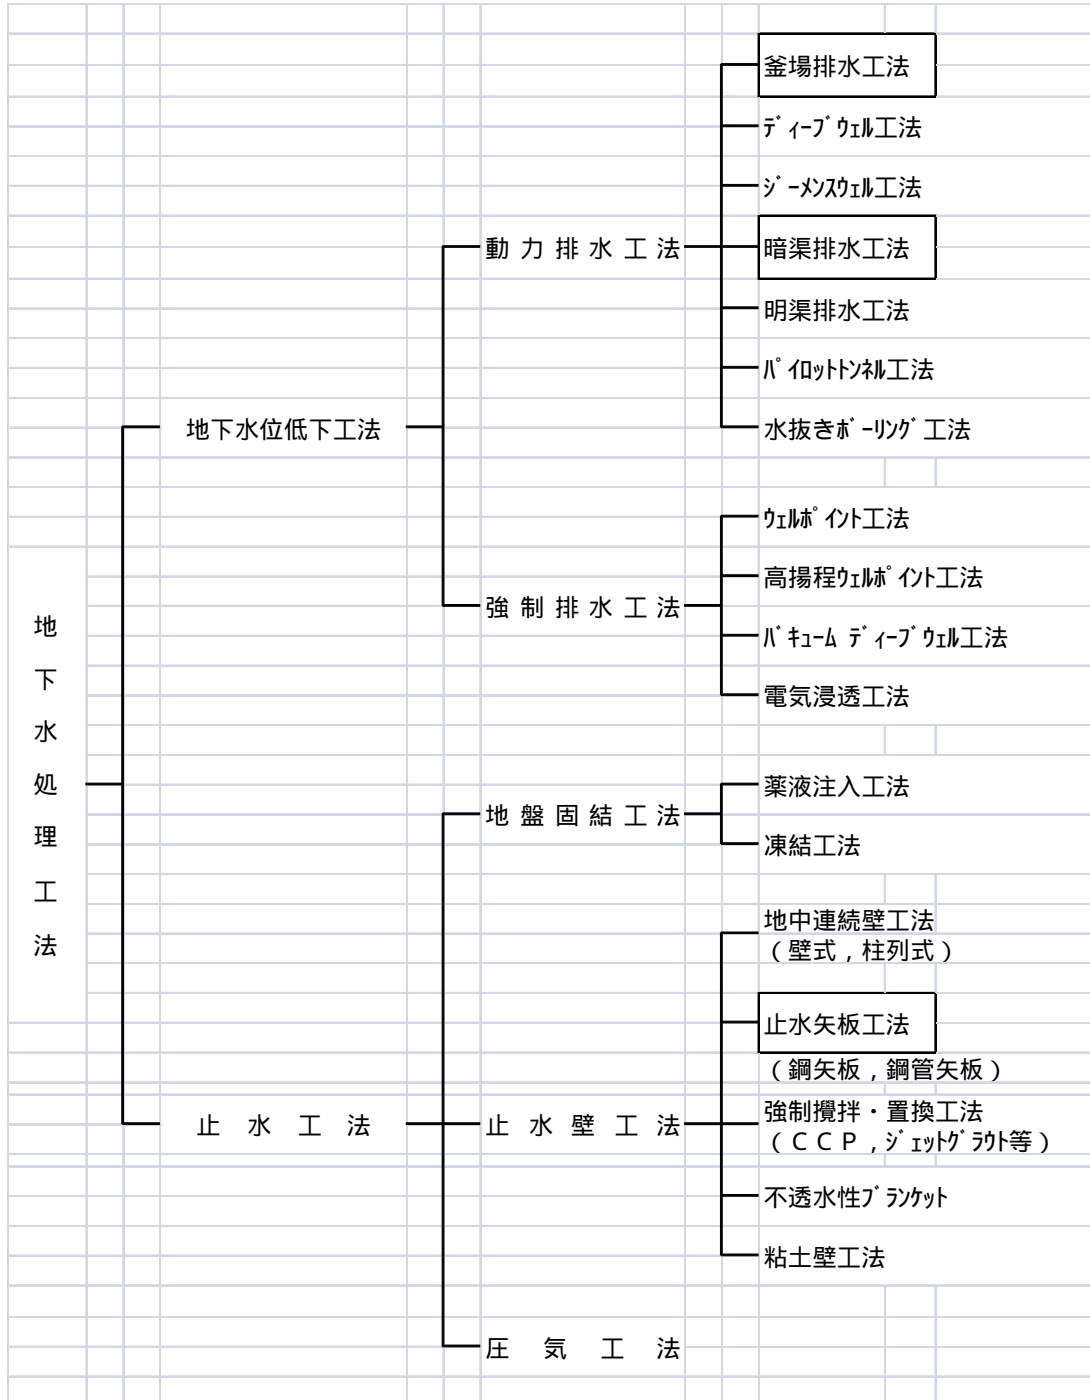 釜場排水工法
ﾃﾞｨｰﾌﾟｳｪﾙ工法
ｼﾞｰﾒﾝｽｳｪﾙ工法
動力排水工法
暗渠排水工法
明渠排水工法
ﾊﾟｲﾛｯﾄﾄﾝﾈﾙ工法
地下水位低下工法
水抜きﾎﾞｰﾘﾝｸﾞ工法
ｳｪﾙﾎﾟｲﾝﾄ工法
高揚程ｳｪﾙﾎﾟｲﾝﾄ工法
強制排水工法
ﾊﾞｷｭｰﾑ ﾃﾞｨｰﾌﾟｳｪﾙ工法
電気浸透工法
地下水処理工法
薬液注入工法
地盤固結工法
凍結工法
地中連続壁工法
（壁式，柱列式）
止水矢板工法
（鋼矢板，鋼管矢板）
止水工法
止水壁工法
強制攪拌・置換工法
（ＣＣＰ，ｼﾞｪｯﾄｸﾞﾗｳﾄ等）
不透水性ﾌﾞﾗﾝｹｯﾄ
粘土壁工法
圧気工法